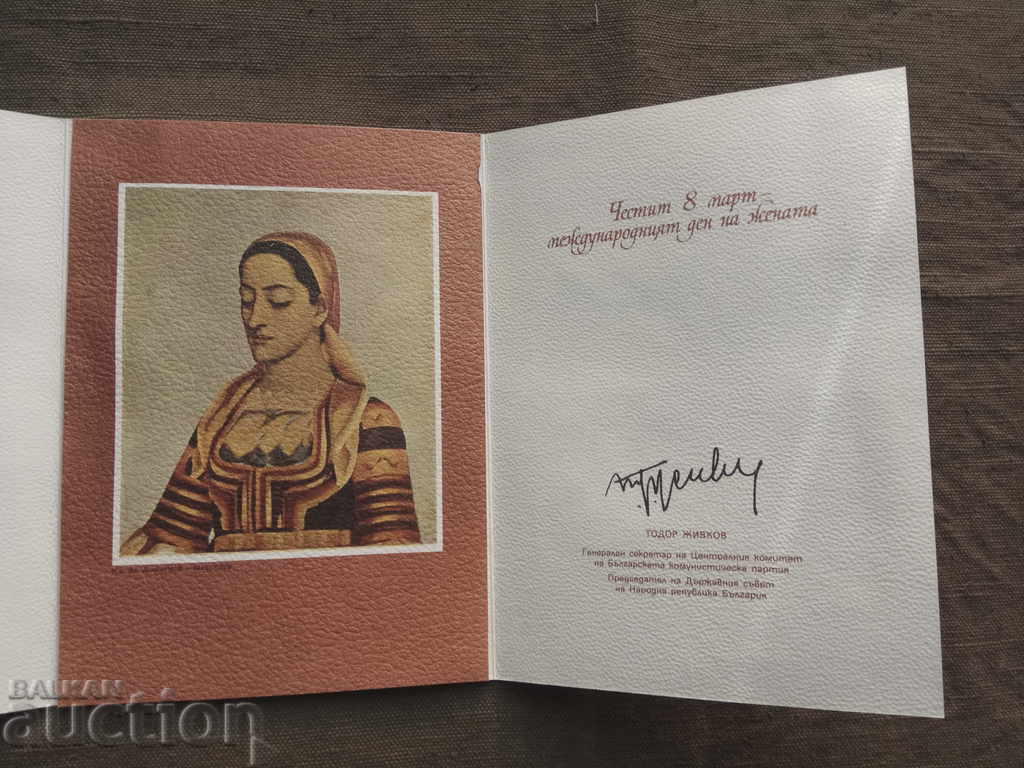 Честит 8 март –
международният ден на жената
ТОДОР ЖИВКОВ
Генерален секретар на Централния комитет
на Българската комунистическа партия
Председател на Държавния съвет
на Народна република България
BALKAN
auction